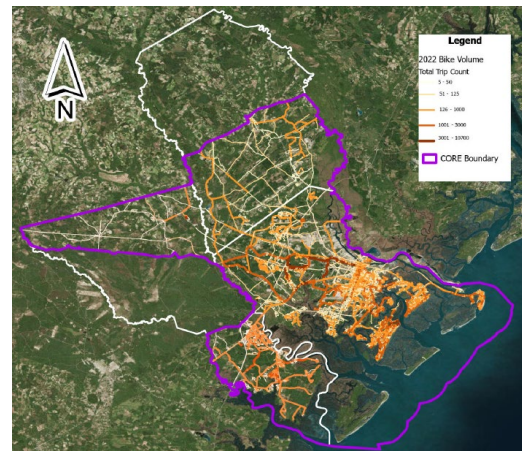 N
Legend
2022 Bike Volume
Total Trip Count
5 - 50
51 - 125
126 - 1000
1001 - 3000
3001 - 10700
CORE Boundary